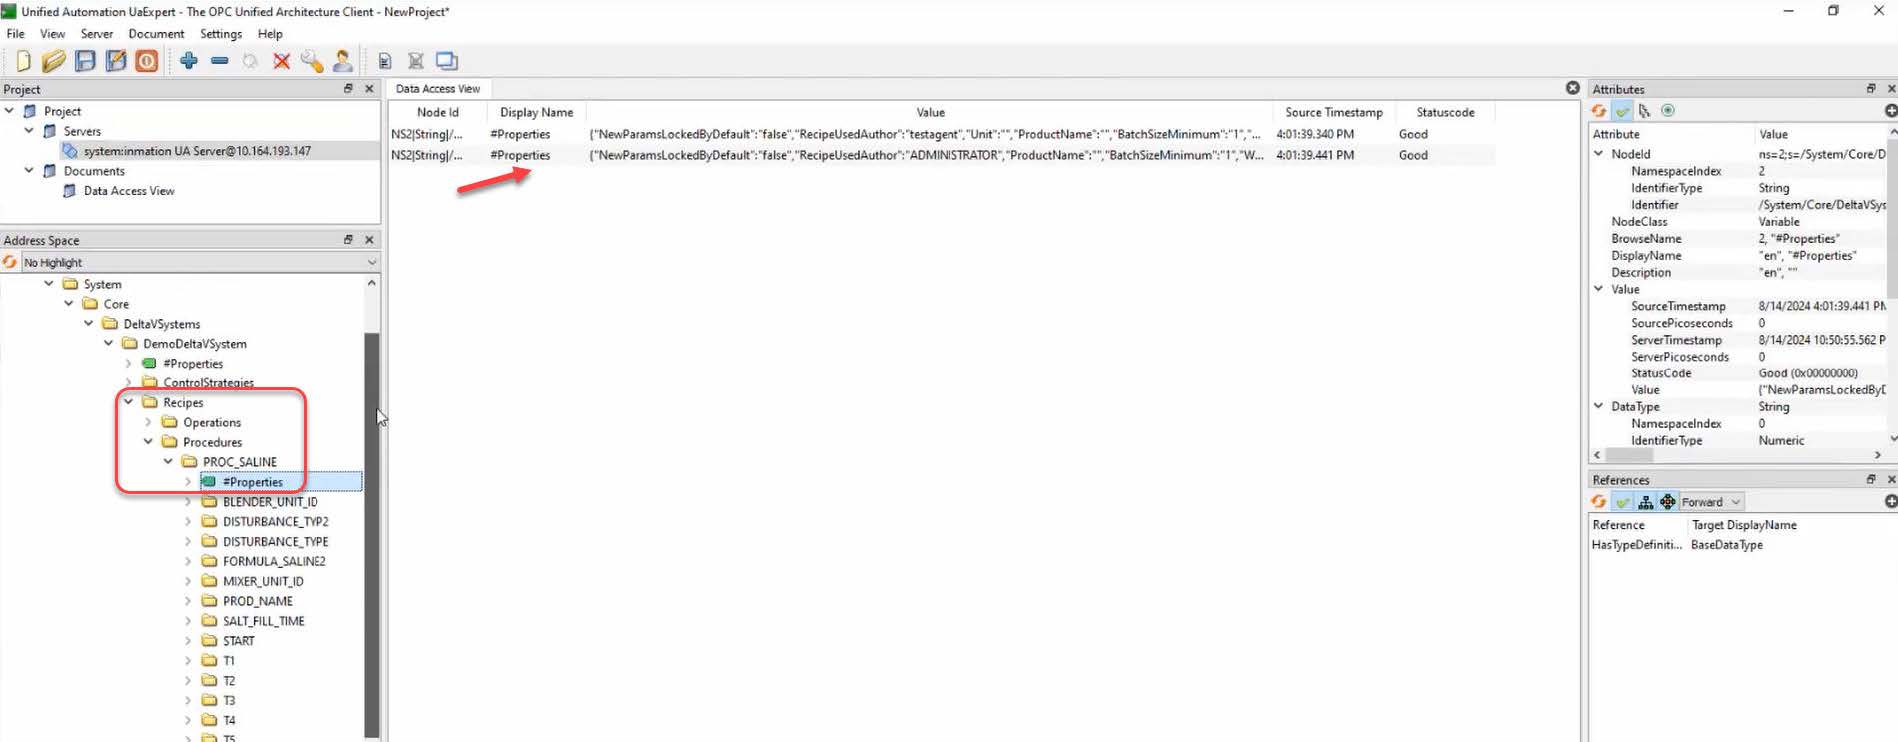 Unified Automation UaExpert - The OPC Unified Architecture Client - NewProject*
File View Server Document Settings Help
Project
Project
Servers
system:inmation UA Server@10.164.193.147
Documents
Data Access View
Address Space
No Highlight
System
Core
DeltaVSystems
DemoDeltaVSystem
#Properties
ControlStrategies
Recipes
Operations
Procedures
PROC_SALINE
#Properties
BLENDER_UNIT_ID
DISTURBANCE_TYP2
DISTURBANCE_TYPE
FORMULA_SALINE2
MIXER_UNIT_ID
PROD_NAME
SALT_FILL_TIME
START
T1
T2
T3
T4
T5
Data Access View
Node Id Display Name Value Source Timestamp Statuscode
NS2|String|/... #Properties {"NewParamsLockedByDefault":"false","RecipeUsedAuthor":"testagent","Unit":"","ProductName":"","BatchSizeMinimum":"1","... 4:01:39.340 PM Good
NS2|String|/... #Properties {"NewParamsLockedByDefault":"false","RecipeUsedAuthor":"ADMINISTRATOR","ProductName":"","BatchSizeMinimum":"1","W... 4:01:39.441 PM Good
Attributes
Attribute Value
NodeId ns=2;s=/System/Core/D
NamespaceIndex 2
IdentifierType String
Identifier /System/Core/DeltaVSys
NodeClass Variable
BrowseName 2, "#Properties"
DisplayName "en", "#Properties"
Description "en", ""
Value
SourceTimestamp 8/14/2024 4:01:39.441 PM
SourcePicoseconds 0
ServerTimestamp 8/14/2024 10:50:55.562 P
ServerPicoseconds 0
StatusCode Good (0x00000000)
Value {"NewParamsLockedByD
DataType String
NamespaceIndex 0
IdentifierType Numeric
References
Forward
Reference Target DisplayName
HasTypeDefiniti... BaseDataType